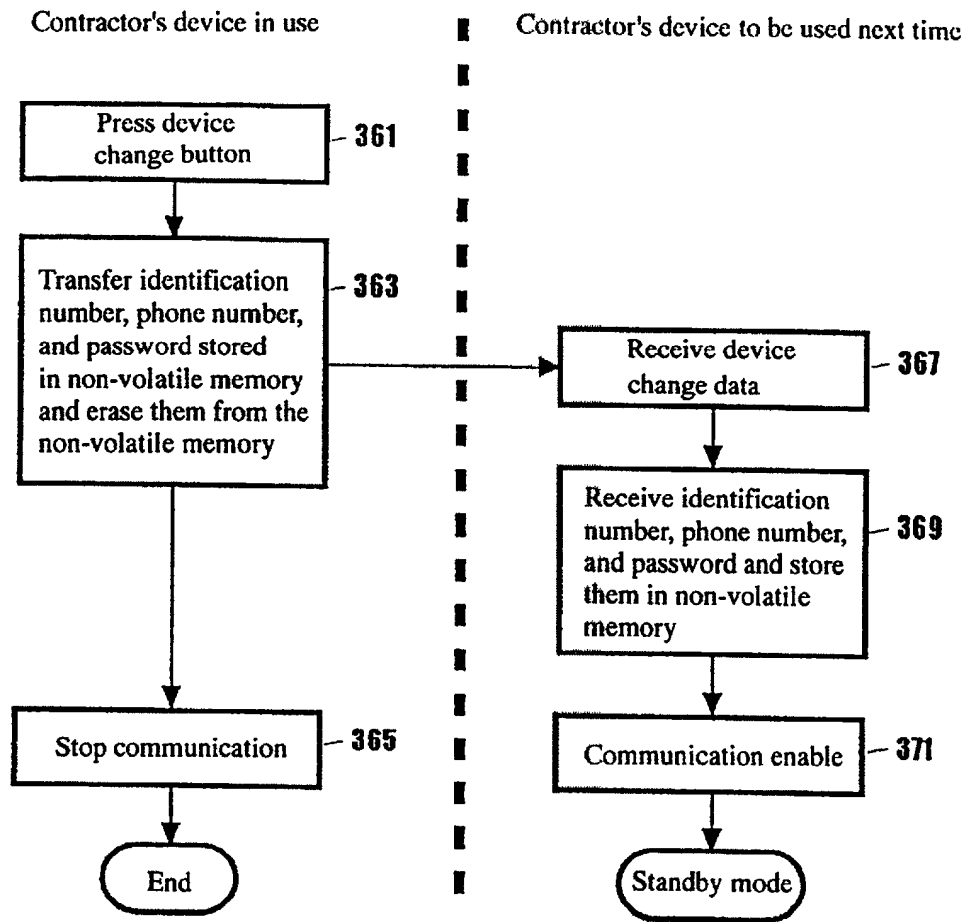 Contractor's device in use
Press device
change button
361
Transfer identification
number, phone number,
and password stored
in non-volatile memory
and erase them from the
non-volatile memory
363
Stop communication
365
End
Contractor's device to be used next time
Receive device
change data
367
Receive identification
number, phone number,
and password and store
them in non-volatile
memory
369
Communication enable
371
Standby mode